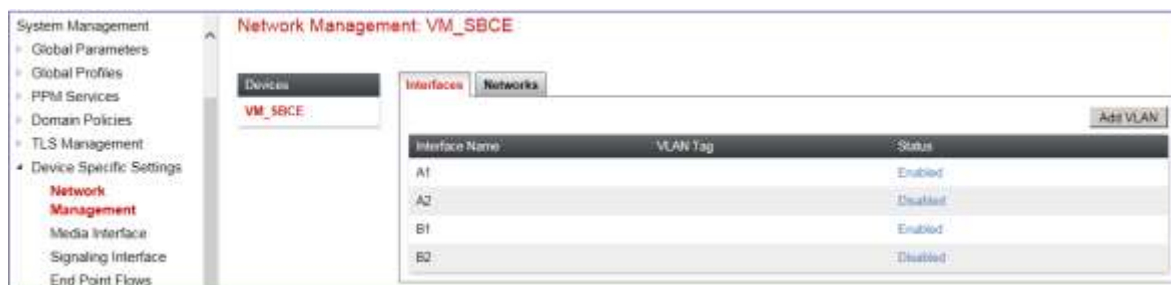 System Management
Global Parameters
Global Profiles
PPM Services
Domain Policies
TLS Management
Device Specific Settings
Network
Management
Media Interface
Signaling Interface
End Point Flows
Network Management: VM_SBCE
Devices
VM_SBCE
Interfaces Networks
Add VLAN
Interface Name VLAN Tag Status
A1 Enabled
A2 Disabled
B1 Enabled
B2 Disabled